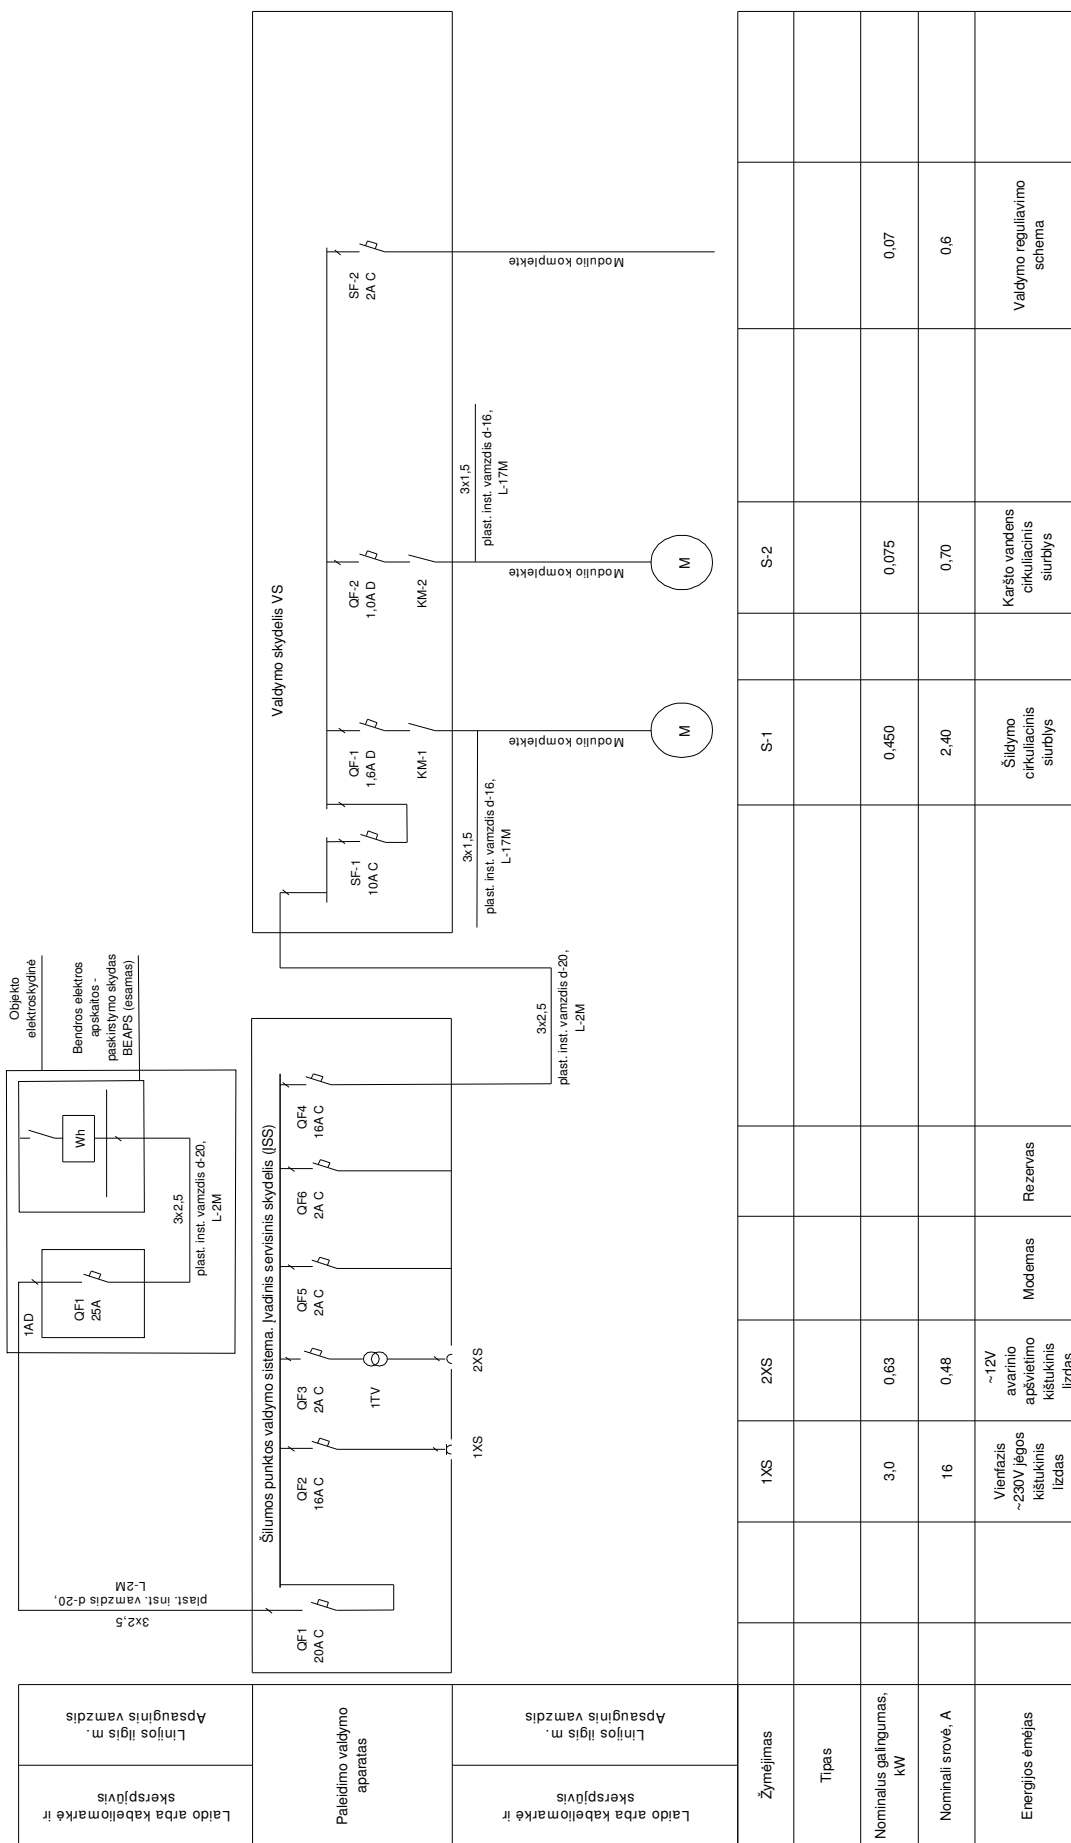 Objekto
elektroskydinė
Bendros elektros
apskaitos -
paskirstymo skydas
BEAPS (esamas)
Wh
3x2,5
plast. inst. vamzdis d-20,
L-2M
1AD
QF1
25A
3x2,5
plast. inst. vamzdis d-20,
L-2M
Šilumos punktos valdymo sistema. Įvadinis servisinis skydelis (ĮSS)
QF1
20A C
QF2
16A C
QF3
2A C
QF5
2A C
QF6
2A C
QF4
16A C
1TV
1XS
2XS
3x2,5
plast. inst. vamzdis d-20,
L-2M
Valdymo skydelis VS
SF-1
10A C
QF-1
1,6A D
KM-1
QF-2
1,0A D
KM-2
SF-2
2A C
3x1,5
plast. inst. vamzdis d-16,
L-17M
Modulio komplekte
3x1,5
plast. inst. vamzdis d-16,
L-17M
Modulio komplekte
Modulio komplekte
M
M
Linijos ilgis m.
Apsauginis vamzdis
Laido arba kabeliomarkė ir
skerspjūvis
Paleidimo valdymo
aparatas
Linijos ilgis m.
Apsauginis vamzdis
Laido arba kabeliomarkė ir
skerspjūvis
Žymėjimas
1XS
2XS
S-1
S-2
Tipas
Nominalus galingumas,
kW
3,0
0,63
0,450
0,075
0,07
Nominali srovė, A
16
0,48
2,40
0,70
0,6
Energijos ėmėjas
Vienfazis
~230V jėgos
kištukinis
lizdas
~12V
avarinio
apšvietimo
kištukinis
lizdas
Modemas
Rezervas
Šildymo
cirkuliacinis
siurblys
Karšto vandens
cirkuliacinis
siurblys
Valdymo reguliavimo
schema